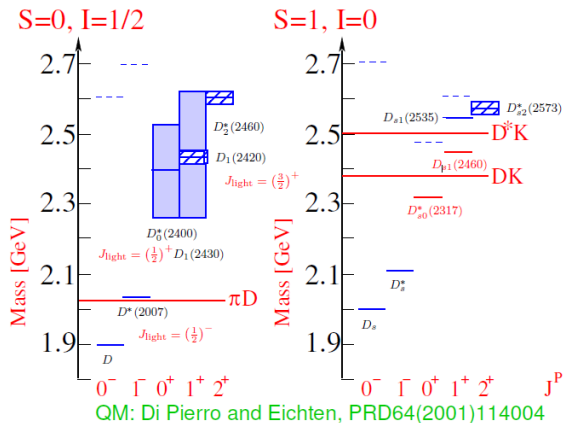 S=0, I=1/2
S=1, I=0
Mass [GeV]
2.7
2.5
2.3
2.1
1.9
D*2(2460)
D1(2420)
Jlight = (3/2)+
D*0(2400)
Jlight = (1/2)+ D1(2430)
πD
D*(2007)
Jlight = (1/2)−
D
0− 1− 0+ 1+ 2+
Mass [GeV]
2.7
2.5
2.3
2.1
1.9
Ds1(2535)
D*s2(2573)
D*K
Ds1(2460)
DK
D*s0(2317)
D*s
Ds
0− 1− 0+ 1+ 2+ JP
QM: Di Pierro and Eichten, PRD64(2001)114004